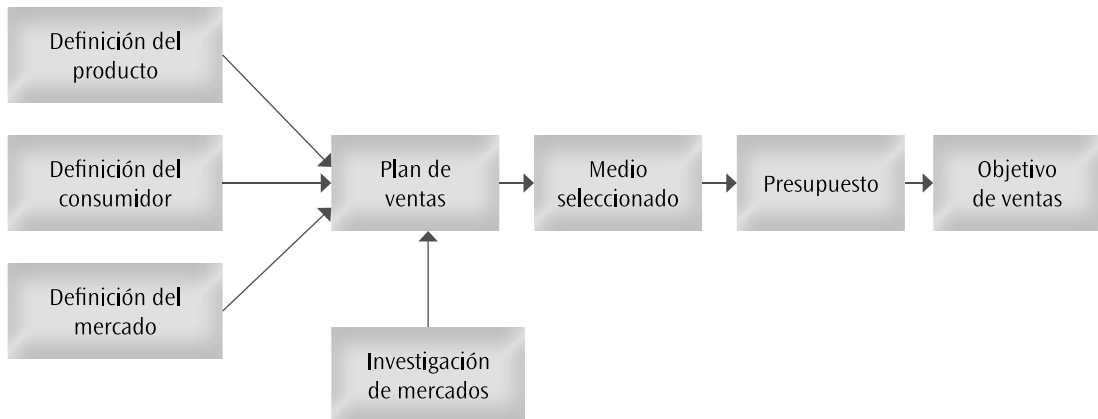 Definición del
producto
Definición del
consumidor
Definición del
mercado
Plan de
ventas
Investigación
de mercados
Medio
seleccionado
Presupuesto
Objetivo
de ventas